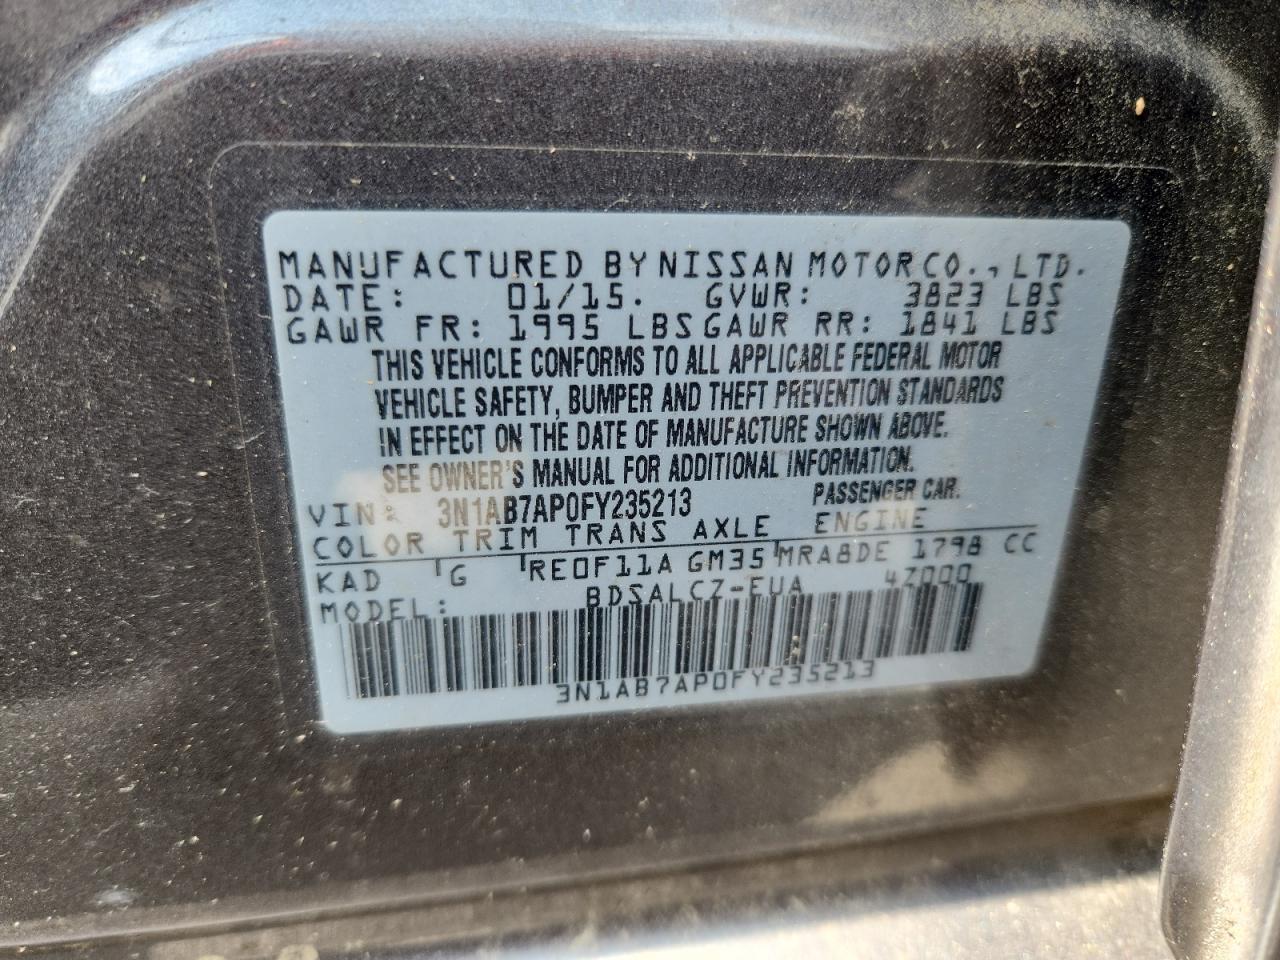 MANUFACTURED BY NISSAN MOTOR CO., LTD.
DATE: 01/15. GVWR: 3823 LBS
GAWR FR: 1995 LBS GAWR RR: 1841 LBS
THIS VEHICLE CONFORMS TO ALL APPLICABLE FEDERAL MOTOR
VEHICLE SAFETY, BUMPER AND THEFT PREVENTION STANDARDS
IN EFFECT ON THE DATE OF MANUFACTURE SHOWN ABOVE.
SEE OWNER'S MANUAL FOR ADDITIONAL INFORMATION.
VIN: 3N1AB7AP0FY235213 PASSENGER CAR.
COLOR TRIM TRANS AXLE ENGINE
KAD G RE0F11A GM35 MRA8DE 1798 CC
MODEL: BDSALCZ-EUA 47000
3N1AB7AP0FY235213